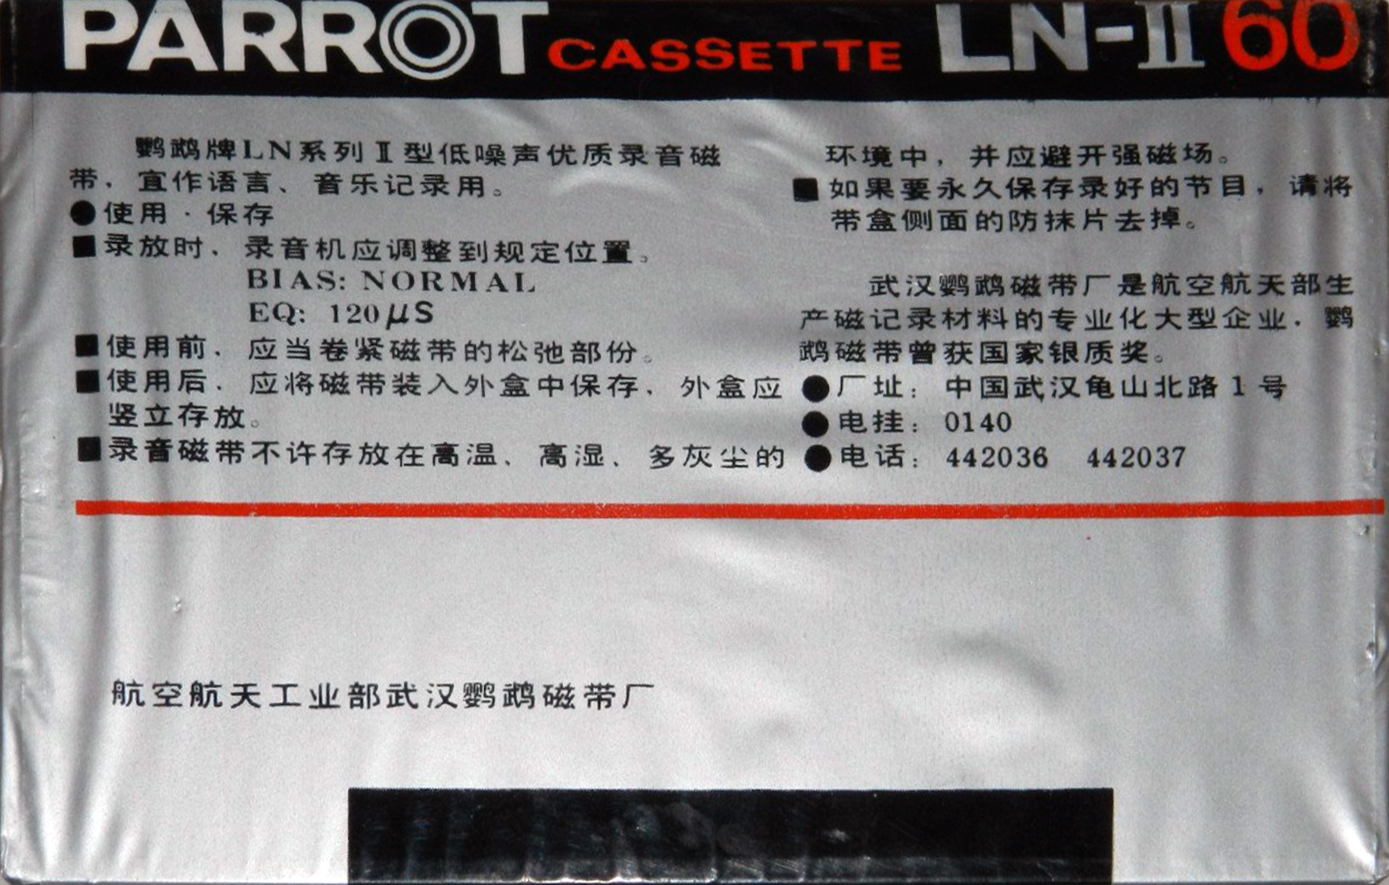 PARROT CASSETTE LN-Ⅱ 60
鹦鹉牌LN系列Ⅱ型低噪声优质录音磁
带，宜作语言、音乐记录用。
●使用·保存
■录放时，录音机应调整到规定位置。
BIAS: NORMAL
EQ: 120μS
■使用前，应当卷紧磁带的松弛部份。
■使用后，应将磁带装入外盒中保存，外盒应
竖立存放。
■录音磁带不许存放在高温、高湿、多灰尘的
环境中，并应避开强磁场。
■如果要永久保存录好的节目，请将
带盒侧面的防抹片去掉。
武汉鹦鹉磁带厂是航空航天部生
产磁记录材料的专业化大型企业，鹦
鹉磁带曾获国家银质奖。
●厂址：中国武汉龟山北路1号
●电挂：0140
●电话：442036 442037
航空航天工业部武汉鹦鹉磁带厂